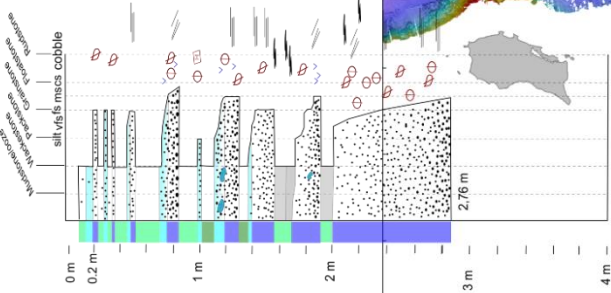 Rudstone
Floatstone
Grainstone
Packstone
Wackestone
Mudstone/ooze
cobble
silt vfs fs ms cs
2,76 m
0 m
0.2 m
1 m
2 m
3 m
4 m